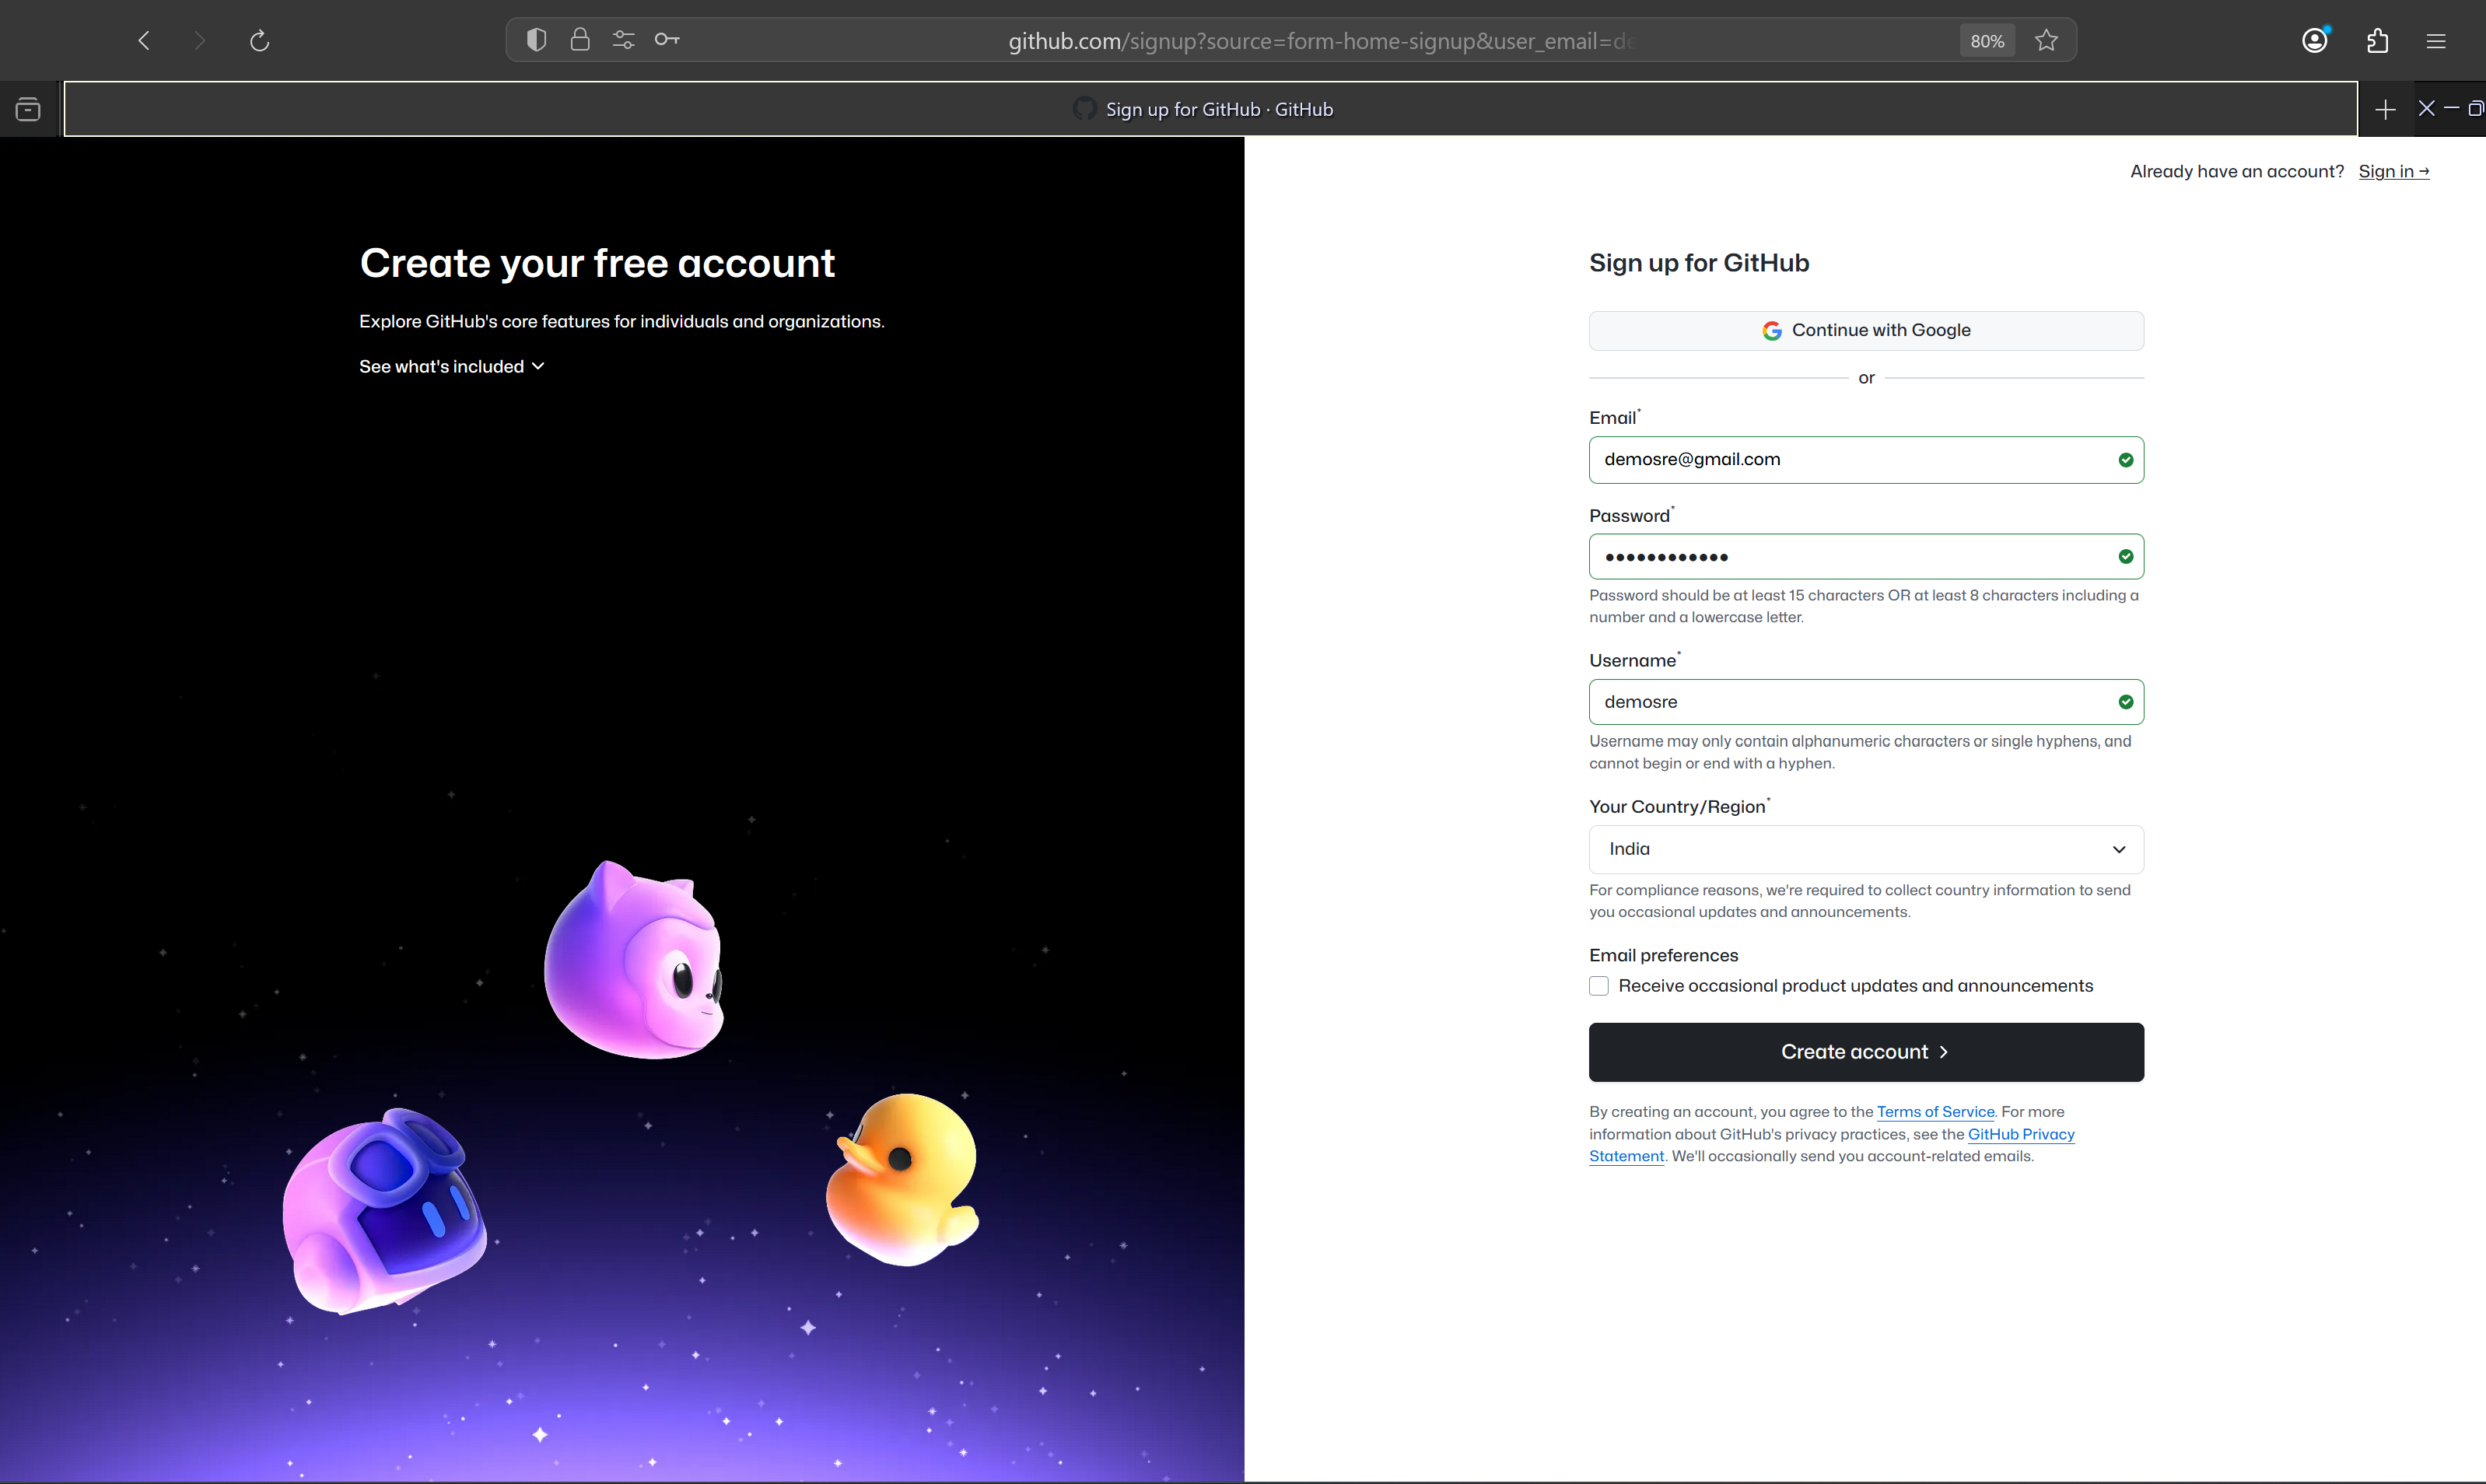 github.com/signup?source=form-home-signup&user_email=de
80%
Sign up for GitHub · GitHub
Already have an account? Sign in →
Create your free account
Explore GitHub's core features for individuals and organizations.
See what's included
Sign up for GitHub
Continue with Google
or
Email*
demosre@gmail.com
Password*
••••••••••••
Password should be at least 15 characters OR at least 8 characters including a
number and a lowercase letter.
Username*
demosre
Username may only contain alphanumeric characters or single hyphens, and
cannot begin or end with a hyphen.
Your Country/Region*
India
For compliance reasons, we're required to collect country information to send
you occasional updates and announcements.
Email preferences
Receive occasional product updates and announcements
Create account
By creating an account, you agree to the Terms of Service. For more
information about GitHub's privacy practices, see the GitHub Privacy
Statement. We'll occasionally send you account-related emails.